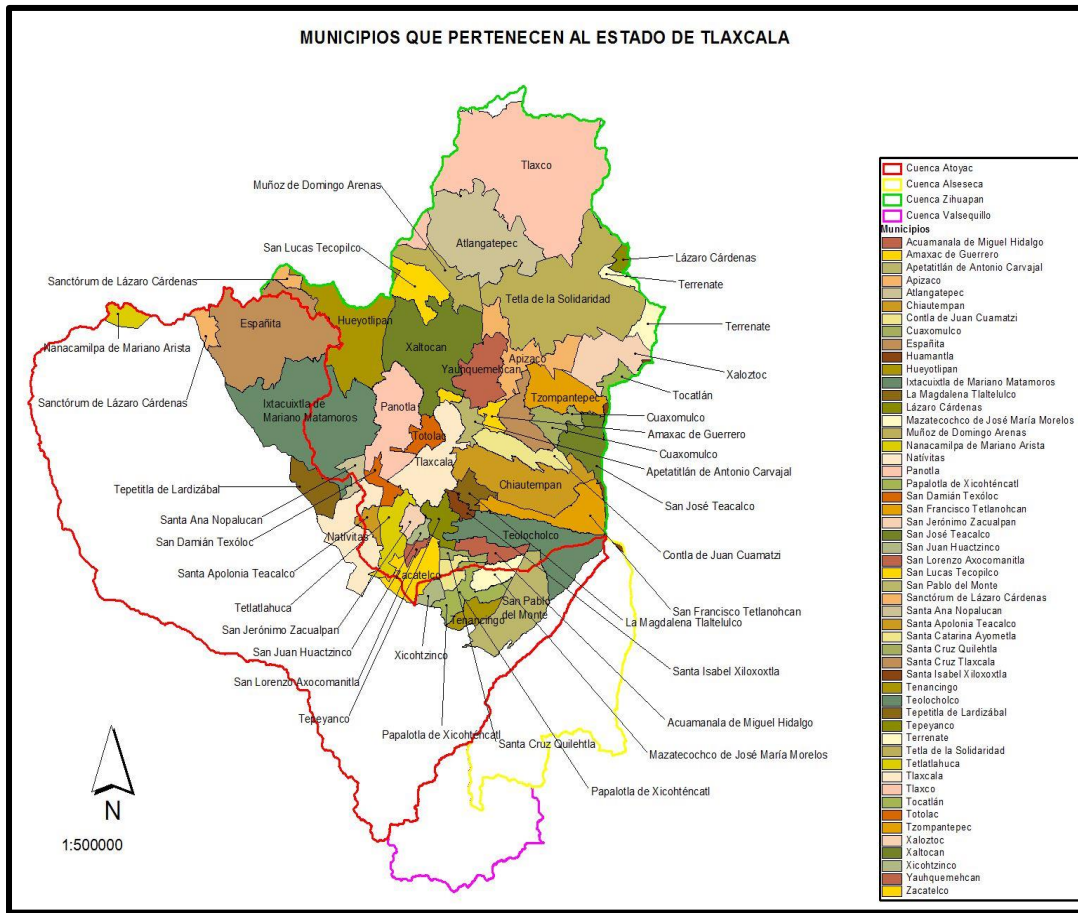 MUNICIPIOS QUE PERTENECEN AL ESTADO DE TLAXCALA
Tlaxco
Muñoz de Domingo Arenas
Atlangatepec
San Lucas Tecopilco
Lázaro Cárdenas
Sanctórum de Lázaro Cárdenas
Terrenate
Tetla de la Solidaridad
Españita
Hueyotlipan
Terrenate
Nanacamilpa de Mariano Arista
Xaltocan
Apizaco
Yauhquemehcan
Xaloztoc
Tzompantepec
Tocatlán
Sanctórum de Lázaro Cárdenas
Ixtacuixtla de
Mariano Matamoros
Panotla
Cuaxomulco
Amaxac de Guerrero
Totolac
Cuaxomulco
Tlaxcala
Apetatitlán de Antonio Carvajal
Tepetitla de Lardizábal
Chiautempan
San José Teacalco
Santa Ana Nopalucan
Teolocholco
San Damián Texóloc
Natívitas
Contla de Juan Cuamatzi
Santa Apolonia Teacalco
Zacatelco
Tetlatlahuca
San Pablo
del Monte
San Francisco Tetlanohcan
Tenancingo
La Magdalena Tlaltelulco
San Jerónimo Zacualpan
San Juan Huactzinco
Xicohtzinco
Santa Isabel Xiloxoxtla
San Lorenzo Axocomanitla
Tepeyanco
Acuamanala de Miguel Hidalgo
Papalotla de Xicohténcatl
Santa Cruz Quilehtla
Mazatecochco de José María Morelos
Papalotla de Xicohténcatl
N
1:500000
Cuenca Atoyac
Cuenca Alseseca
Cuenca Zihuapan
Cuenca Valsequillo
Municipios
Acuamanala de Miguel Hidalgo
Amaxac de Guerrero
Apetatitlán de Antonio Carvajal
Apizaco
Atlangatepec
Chiautempan
Contla de Juan Cuamatzi
Cuaxomulco
Españita
Huamantla
Hueyotlipan
Ixtacuixtla de Mariano Matamoros
La Magdalena Tlaltelulco
Lázaro Cárdenas
Mazatecochco de José María Morelos
Muñoz de Domingo Arenas
Nanacamilpa de Mariano Arista
Natívitas
Panotla
Papalotla de Xicohténcatl
San Damián Texóloc
San Francisco Tetlanohcan
San Jerónimo Zacualpan
San José Teacalco
San Juan Huactzinco
San Lorenzo Axocomanitla
San Lucas Tecopilco
San Pablo del Monte
Sanctórum de Lázaro Cárdenas
Santa Ana Nopalucan
Santa Apolonia Teacalco
Santa Catarina Ayometla
Santa Cruz Quilehtla
Santa Cruz Tlaxcala
Santa Isabel Xiloxoxtla
Tenancingo
Teolocholco
Tepetitla de Lardizábal
Tepeyanco
Terrenate
Tetla de la Solidaridad
Tetlatlahuca
Tlaxcala
Tlaxco
Tocatlán
Totolac
Tzompantepec
Xaloztoc
Xaltocan
Xicohtzinco
Yauhquemehcan
Zacatelco